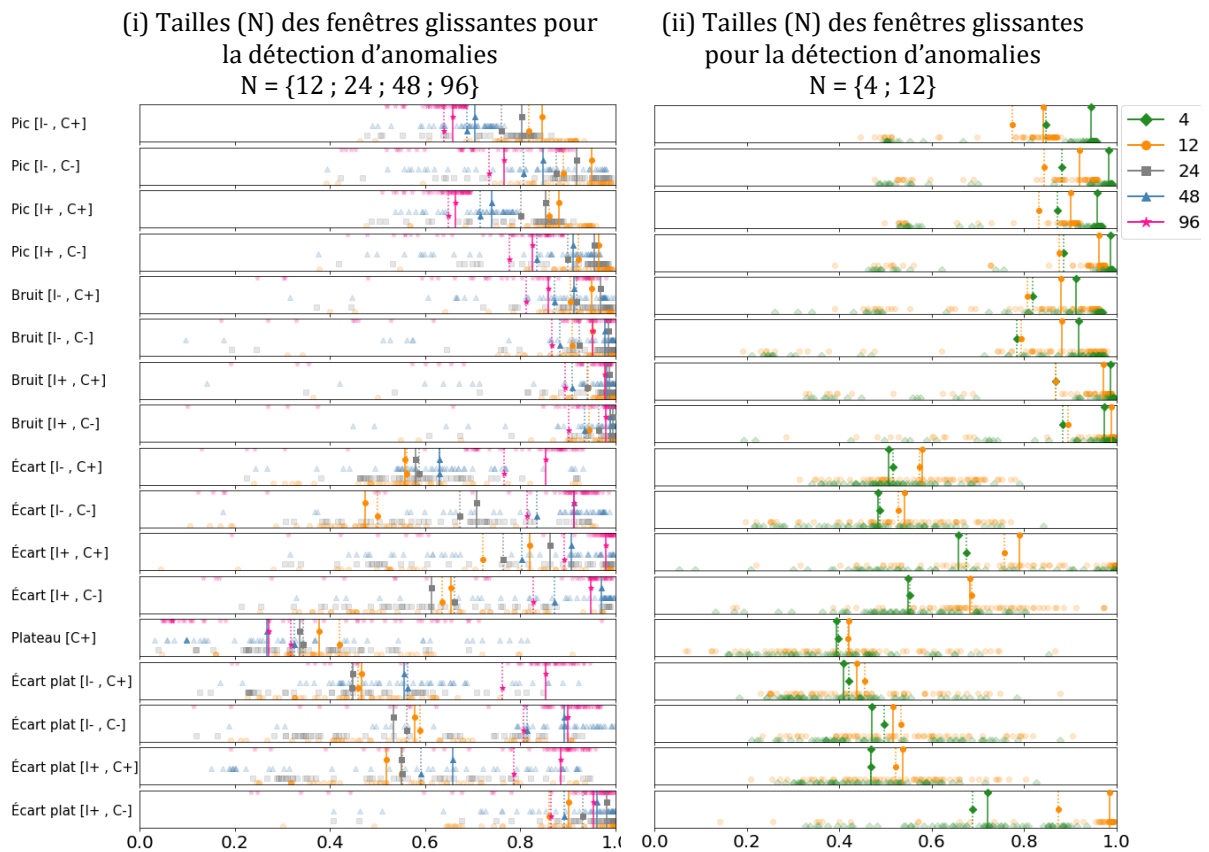 (i) Tailles (N) des fenêtres glissantes pour
la détection d’anomalies
N = {12 ; 24 ; 48 ; 96}
(ii) Tailles (N) des fenêtres glissantes
pour la détection d’anomalies
N = {4 ; 12}
Pic [I- , C+]
Pic [I- , C-]
Pic [I+ , C+]
Pic [I+ , C-]
Bruit [I- , C+]
Bruit [I- , C-]
Bruit [I+ , C+]
Bruit [I+ , C-]
Écart [I- , C+]
Écart [I- , C-]
Écart [I+ , C+]
Écart [I+ , C-]
Plateau [C+]
Écart plat [I- , C+]
Écart plat [I- , C-]
Écart plat [I+ , C+]
Écart plat [I+ , C-]
4
12
24
48
96
0.0 0.2 0.4 0.6 0.8 1.0
0.0 0.2 0.4 0.6 0.8 1.0